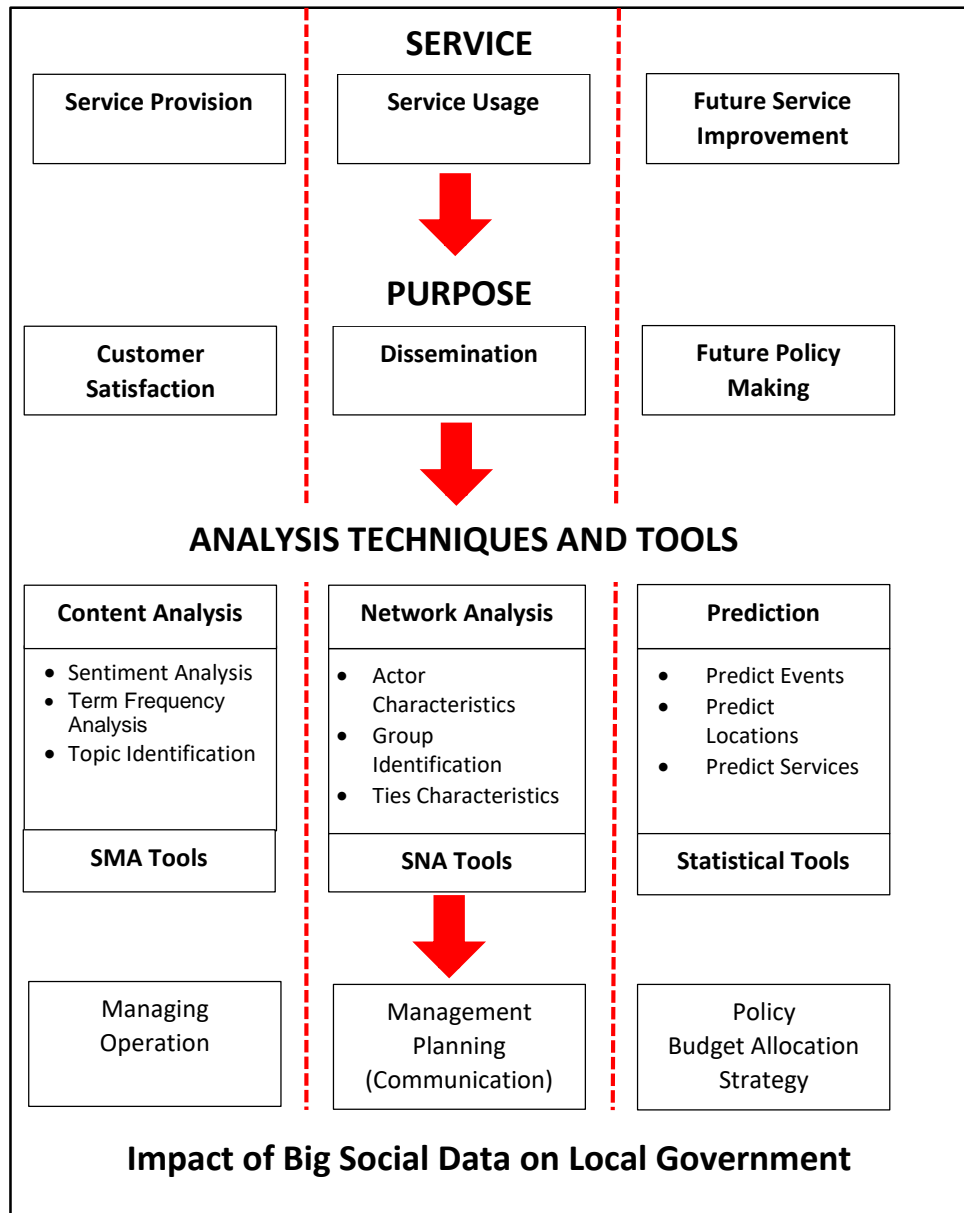 SERVICE
Service Provision
Service Usage
Future Service
Improvement
PURPOSE
Customer
Satisfaction
Dissemination
Future Policy
Making
ANALYSIS TECHNIQUES AND TOOLS
Content Analysis
• Sentiment Analysis
• Term Frequency
Analysis
• Topic Identification
SMA Tools
Network Analysis
• Actor
Characteristics
• Group
Identification
• Ties Characteristics
SNA Tools
Prediction
• Predict Events
• Predict
Locations
• Predict Services
Statistical Tools
Managing
Operation
Management
Planning
(Communication)
Policy
Budget Allocation
Strategy
Impact of Big Social Data on Local Government